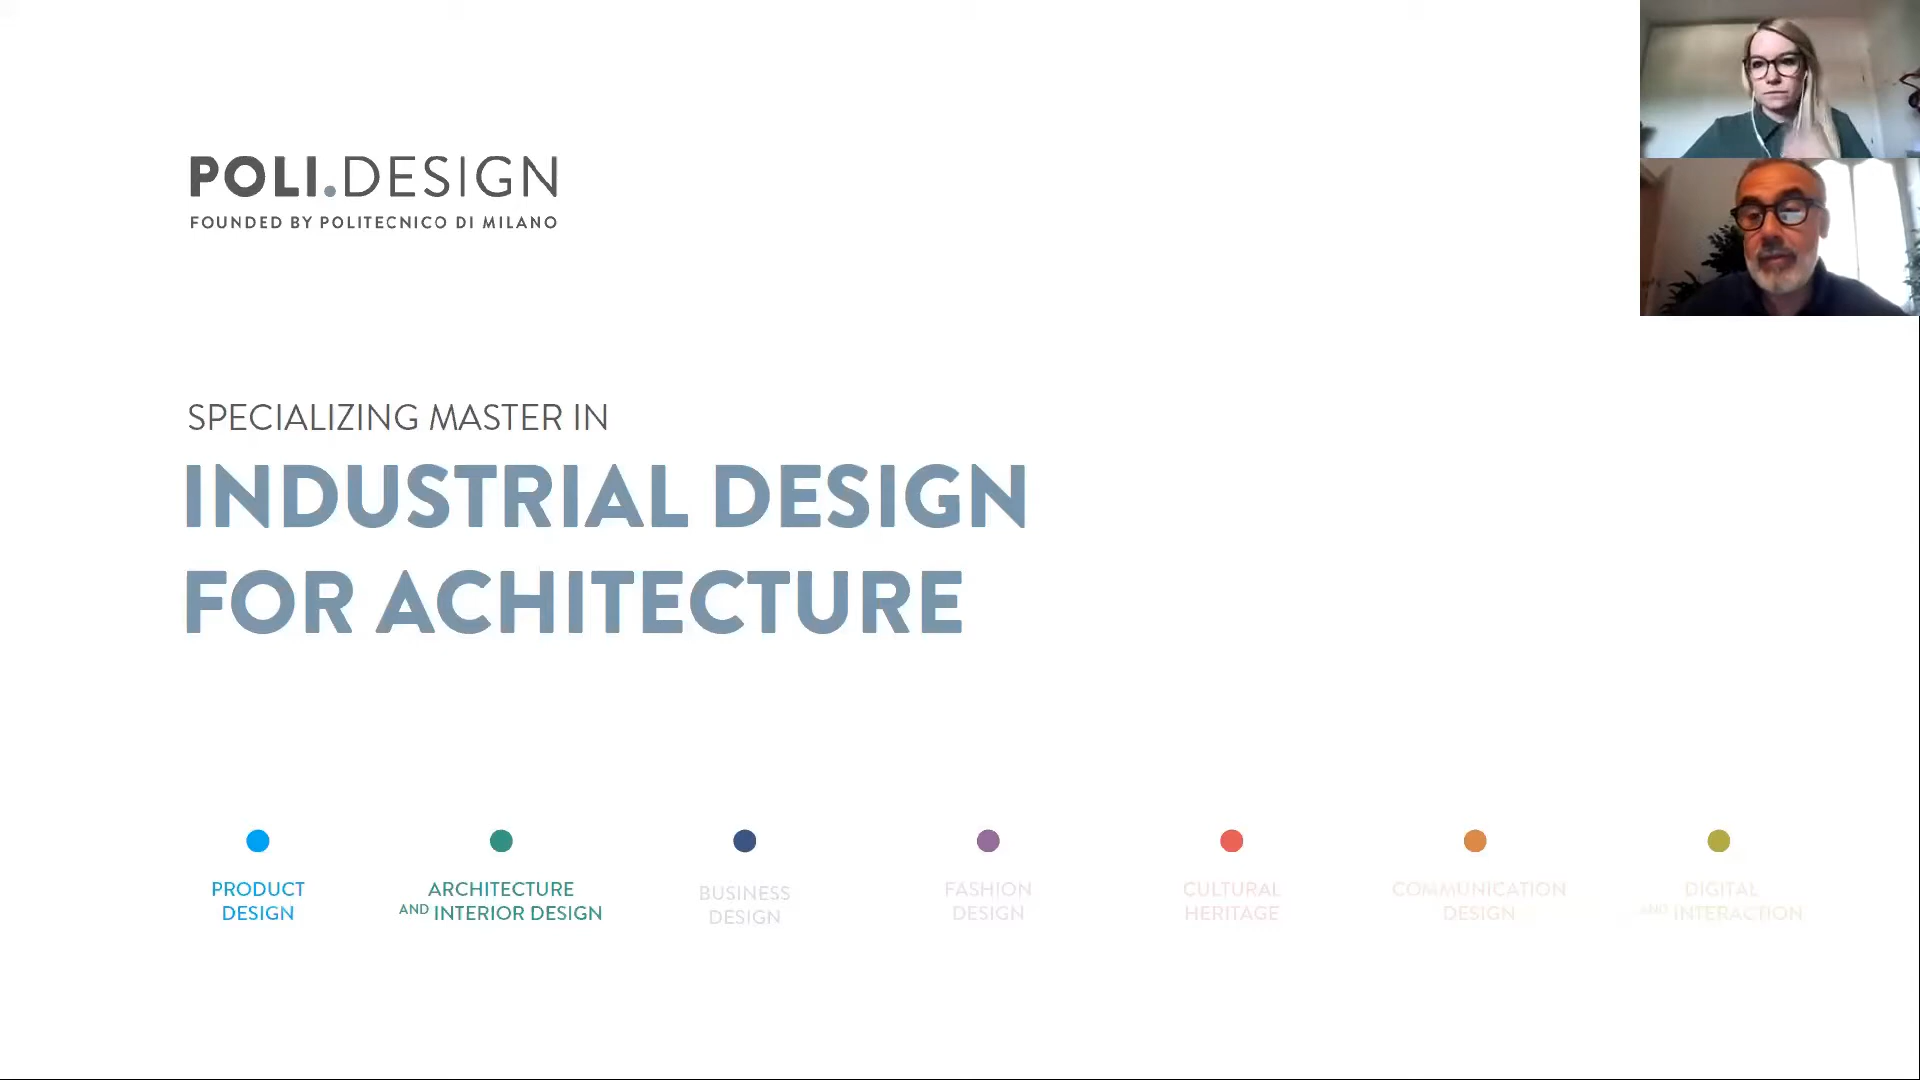 POLI.DESIGN
FOUNDED BY POLITECNICO DI MILANO
SPECIALIZING MASTER IN
INDUSTRIAL DESIGN
FOR ACHITECTURE
PRODUCT
DESIGN
ARCHITECTURE
AND INTERIOR DESIGN
BUSINESS
DESIGN
FASHION
DESIGN
CULTURAL
HERITAGE
COMMUNICATION
DESIGN
DIGITAL
AND INTERACTION